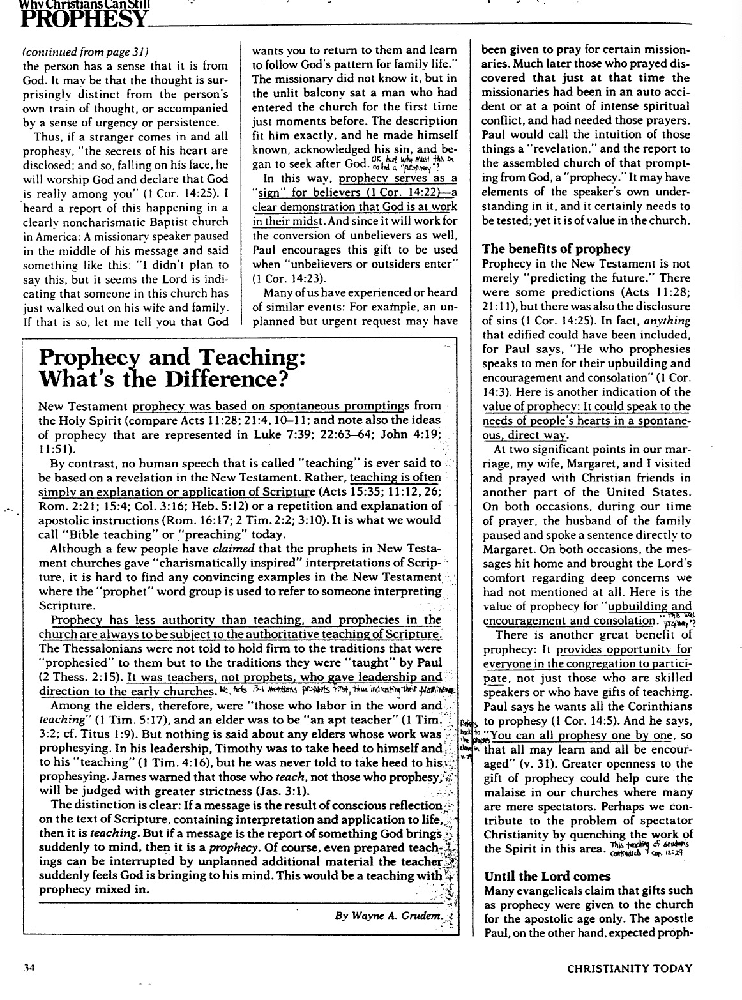 Why Christians Can Still
PROPHESY
(continued from page 31)
the person has a sense that it is from
God. It may be that the thought is sur-
prisingly distinct from the person's
own train of thought, or accompanied
by a sense of urgency or persistence.
Thus, if a stranger comes in and all
prophesy, "the secrets of his heart are
disclosed; and so, falling on his face, he
will worship God and declare that God
is really among you" (1 Cor. 14:25). I
heard a report of this happening in a
clearly noncharismatic Baptist church
in America: A missionary speaker paused
in the middle of his message and said
something like this: "I didn't plan to
say this, but it seems the Lord is indi-
cating that someone in this church has
just walked out on his wife and family.
If that is so, let me tell you that God
wants you to return to them and learn
to follow God's pattern for family life."
The missionary did not know it, but in
the unlit balcony sat a man who had
entered the church for the first time
just moments before. The description
fit him exactly, and he made himself
known, acknowledged his sin, and be-
gan to seek after God. OK, but why must this be
called a "prophecy"?
In this way, prophecy serves as a
"sign" for believers (1 Cor. 14:22)—a
clear demonstration that God is at work
in their midst. And since it will work for
the conversion of unbelievers as well,
Paul encourages this gift to be used
when "unbelievers or outsiders enter"
(1 Cor. 14:23).
Many of us have experienced or heard
of similar events: For example, an un-
planned but urgent request may have
been given to pray for certain mission-
aries. Much later those who prayed dis-
covered that just at that time the
missionaries had been in an auto acci-
dent or at a point of intense spiritual
conflict, and had needed those prayers.
Paul would call the intuition of those
things a "revelation," and the report to
the assembled church of that prompt-
ing from God, a "prophecy." It may have
elements of the speaker's own under-
standing in it, and it certainly needs to
be tested; yet it is of value in the church.
The benefits of prophecy
Prophecy in the New Testament is not
merely "predicting the future." There
were some predictions (Acts 11:28;
21:11), but there was also the disclosure
of sins (1 Cor. 14:25). In fact, anything
that edified could have been included,
for Paul says, "He who prophesies
speaks to men for their upbuilding and
encouragement and consolation" (1 Cor.
14:3). Here is another indication of the
value of prophecy: It could speak to the
needs of people's hearts in a spontane-
ous, direct way.
At two significant points in our mar-
riage, my wife, Margaret, and I visited
and prayed with Christian friends in
another part of the United States.
On both occasions, during our time
of prayer, the husband of the family
paused and spoke a sentence directly to
Margaret. On both occasions, the mes-
sages hit home and brought the Lord's
comfort regarding deep concerns we
had not mentioned at all. Here is the
value of prophecy for "upbuilding and
encouragement and consolation." This was
"prophecy"?
There is another great benefit of
prophecy: It provides opportunity for
everyone in the congregation to partici-
pate, not just those who are skilled
speakers or who have gifts of teaching.
Paul says he wants all the Corinthians
to prophesy (1 Cor. 14:5). And he says,
"You can all prophesy one by one, so
that all may learn and all be encour-
aged" (v. 31). Greater openness to the
gift of prophecy could help cure the
malaise in our churches where many
are mere spectators. Perhaps we con-
tribute to the problem of spectator
Christianity by quenching the work of
the Spirit in this area. This teaching of Grudem's
contradicts 1 Cor. 12:29
Refers
back to
the prophets
alone in
v. 29
Until the Lord comes
Many evangelicals claim that gifts such
as prophecy were given to the church
for the apostolic age only. The apostle
Paul, on the other hand, expected proph-
Prophecy and Teaching:
What's the Difference?
New Testament prophecy was based on spontaneous promptings from
the Holy Spirit (compare Acts 11:28; 21:4, 10–11; and note also the ideas
of prophecy that are represented in Luke 7:39; 22:63–64; John 4:19;
11:51).
By contrast, no human speech that is called "teaching" is ever said to
be based on a revelation in the New Testament. Rather, teaching is often
simply an explanation or application of Scripture (Acts 15:35; 11:12, 26;
Rom. 2:21; 15:4; Col. 3:16; Heb. 5:12) or a repetition and explanation of
apostolic instructions (Rom. 16:17; 2 Tim. 2:2; 3:10). It is what we would
call "Bible teaching" or "preaching" today.
Although a few people have claimed that the prophets in New Testa-
ment churches gave "charismatically inspired" interpretations of Scrip-
ture, it is hard to find any convincing examples in the New Testament
where the "prophet" word group is used to refer to someone interpreting
Scripture.
Prophecy has less authority than teaching, and prophecies in the
church are always to be subject to the authoritative teaching of Scripture.
The Thessalonians were not told to hold firm to the traditions that were
"prophesied" to them but to the traditions they were "taught" by Paul
(2 Thess. 2:15). It was teachers, not prophets, who gave leadership and
direction to the early churches. No, Acts 13:1 mentions prophets first, thus indicating their prominence.
Among the elders, therefore, were "those who labor in the word and
teaching" (1 Tim. 5:17), and an elder was to be "an apt teacher" (1 Tim.
3:2; cf. Titus 1:9). But nothing is said about any elders whose work was
prophesying. In his leadership, Timothy was to take heed to himself and
to his "teaching" (1 Tim. 4:16), but he was never told to take heed to his
prophesying. James warned that those who teach, not those who prophesy,
will be judged with greater strictness (Jas. 3:1).
The distinction is clear: If a message is the result of conscious reflection
on the text of Scripture, containing interpretation and application to life,
then it is teaching. But if a message is the report of something God brings
suddenly to mind, then it is a prophecy. Of course, even prepared teach-
ings can be interrupted by unplanned additional material the teacher
suddenly feels God is bringing to his mind. This would be a teaching with
prophecy mixed in.
By Wayne A. Grudem.
34
CHRISTIANITY TODAY